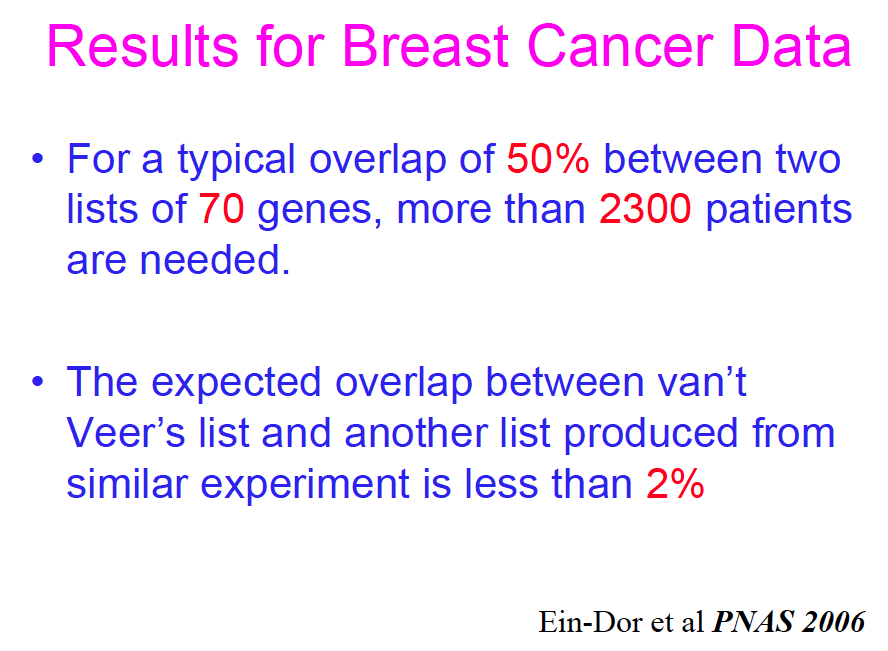 Results for Breast Cancer Data
• For a typical overlap of 50% between two
lists of 70 genes, more than 2300 patients
are needed.
• The expected overlap between van’t
Veer’s list and another list produced from
similar experiment is less than 2%
Ein-Dor et al PNAS 2006